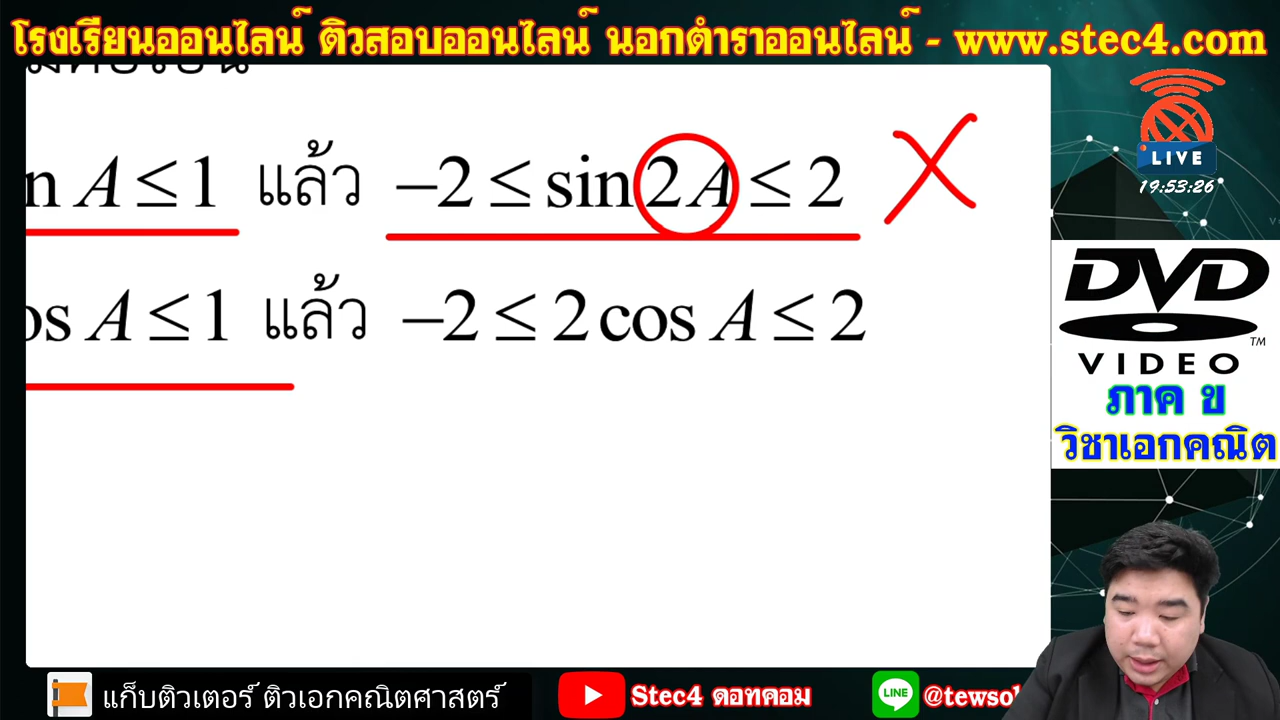 โรงเรียนออนไลน์ ติวสอบออนไลน์ นอกตำราออนไลน์ - www.stec4.com
n A ≤ 1 แล้ว −2 ≤ sin 2A ≤ 2 X
os A ≤ 1 แล้ว −2 ≤ 2 cos A ≤ 2
LIVE
19:53:26
DVD
TM
VIDEO
ภาค ข
วิชาเอกคณิต
แก็บติวเตอร์ ติวเอกคณิตศาสตร์
Stec4 ดอทคอม
LINE